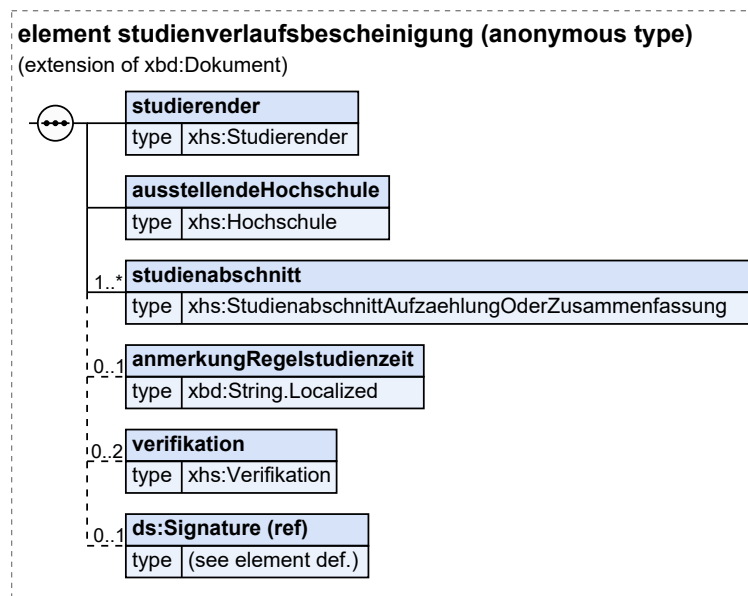 element studienverlaufsbescheinigung (anonymous type)
(extension of xbd:Dokument)
studierender
type xhs:Studierender
ausstellendeHochschule
type xhs:Hochschule
1..* studienabschnitt
type xhs:StudienabschnittAufzaehlungOderZusammenfassung
0..1 anmerkungRegelstudienzeit
type xbd:String.Localized
0..2 verifikation
type xhs:Verifikation
0..1 ds:Signature (ref)
type (see element def.)